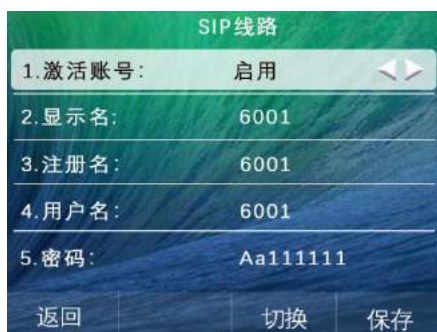 SIP线路
1.激活账号: 启用
2.显示名: 6001
3.注册名: 6001
4.用户名: 6001
5.密码: Aa111111
返回 切换 保存